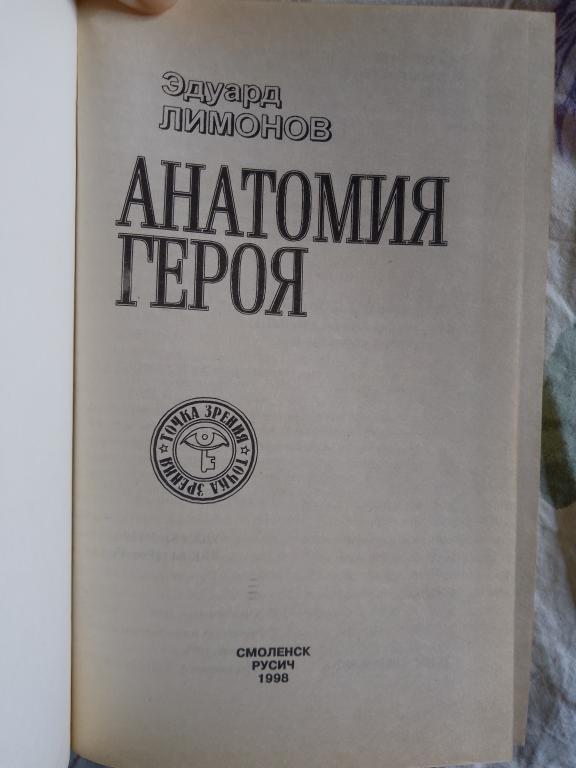 Эдуард
ЛИМОНОВ
АНАТОМИЯ
ГЕРОЯ
ТОЧКА ЗРЕНИЯ
ТОЧКА ЗРЕНИЯ
СМОЛЕНСК
РУСИЧ
1998